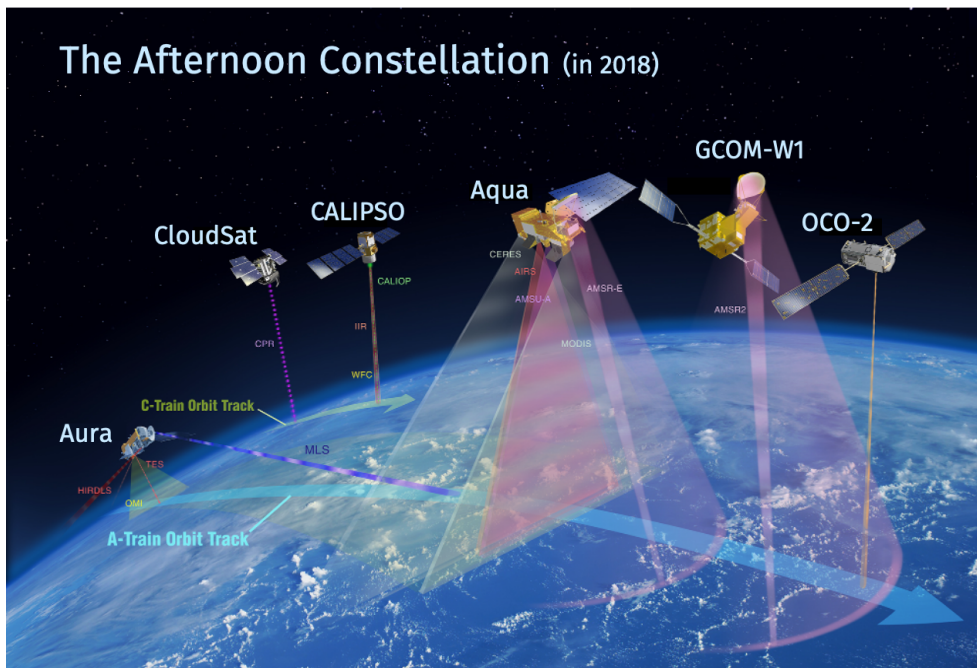 The Afternoon Constellation (in 2018)
GCOM-W1
Aqua
CALIPSO
OCO-2
CloudSat
CERES
CALIOP
AIRS
AMSU-A
AMSR-E
AMSR2
IIR
CPR
MODIS
WFC
C-Train Orbit Track
Aura
MLS
TES
HIRDLS
OMI
A-Train Orbit Track